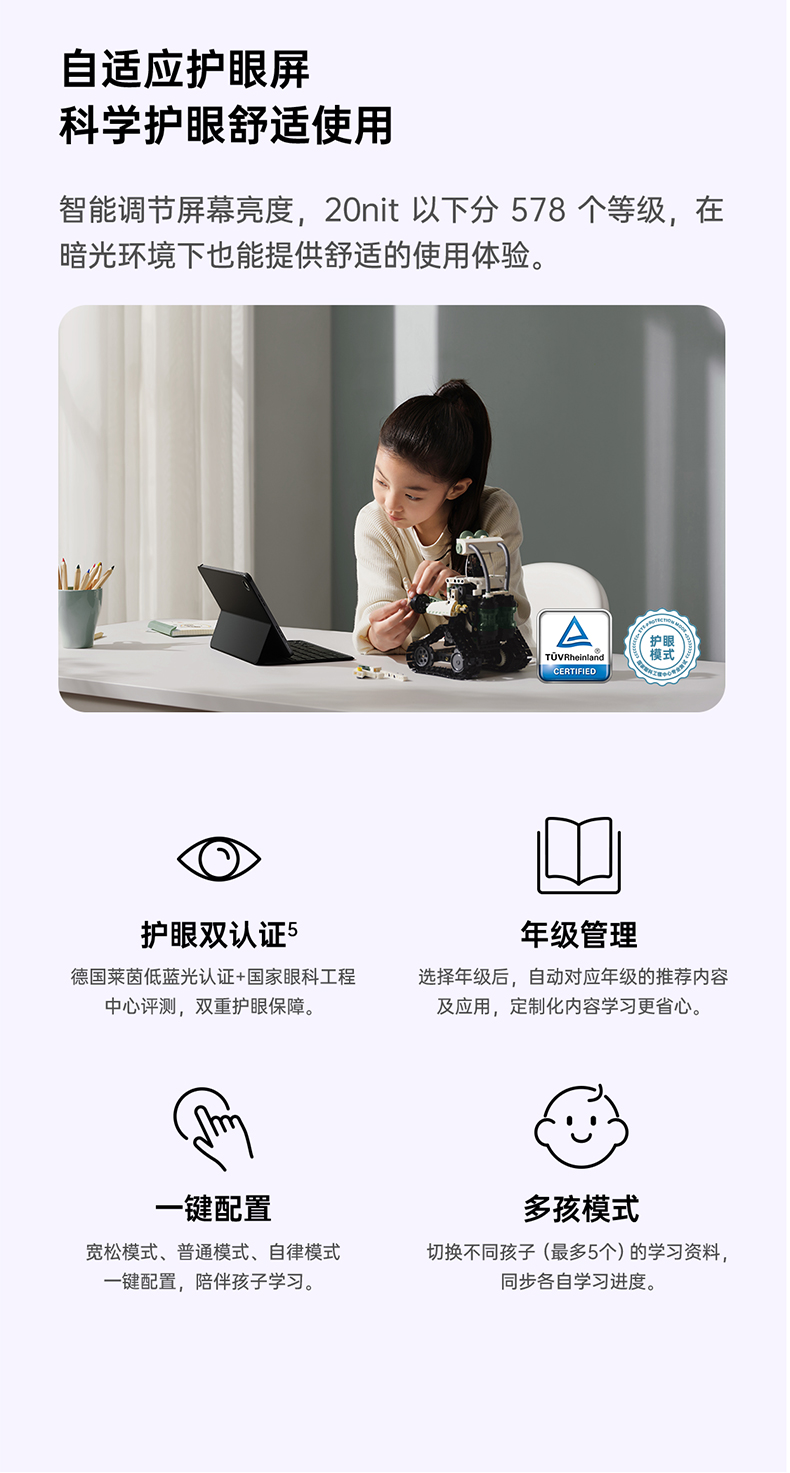 自适应护眼屏
科学护眼舒适使用
智能调节屏幕亮度，20nit 以下分 578 个等级，在
暗光环境下也能提供舒适的使用体验。
TÜVRheinland®
CERTIFIED
护眼
模式
护眼双认证5
德国莱茵低蓝光认证+国家眼科工程
中心评测，双重护眼保障。
年级管理
选择年级后，自动对应年级的推荐内容
及应用，定制化内容学习更省心。
一键配置
宽松模式、普通模式、自律模式
一键配置，陪伴孩子学习。
多孩模式
切换不同孩子（最多5个）的学习资料，
同步各自学习进度。